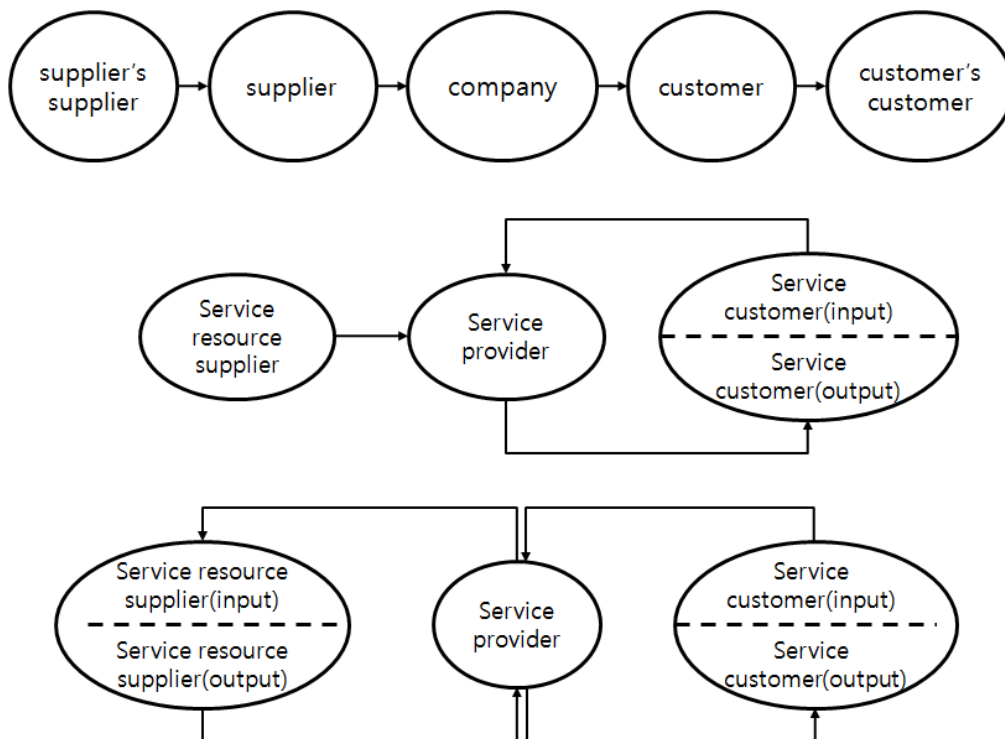 supplier's
supplier
supplier
company
customer
customer's
customer
Service
resource
supplier
Service
provider
Service
customer(input)
Service
customer(output)
Service resource
supplier(input)
Service resource
supplier(output)
Service
provider
Service
customer(input)
Service
customer(output)